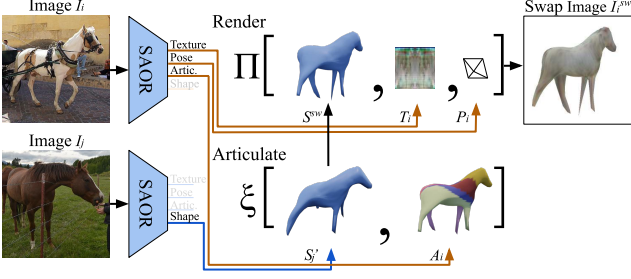 Image Iᵢ
SAOR
Texture
Pose
Artic.
Shape
Render
Π [ , , ]
Sˢʷ
Tᵢ
Pᵢ
Swap Image Iᵢˢʷ
Image Iⱼ
SAOR
Texture
Pose
Artic.
Shape
Articulate
ξ [ , ]
Sⱼ'
Aᵢ